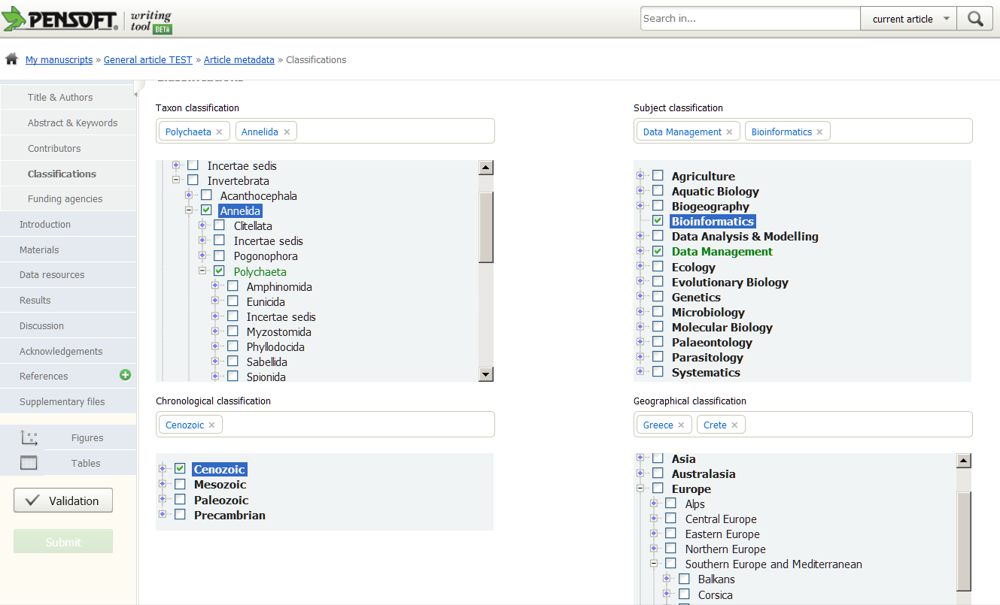 PENSOFT.
writing
tool BETA
Search in...
current article
My manuscripts » General article TEST » Article metadata » Classifications
Title & Authors
Abstract & Keywords
Contributors
Classifications
Funding agencies
Introduction
Materials
Data resources
Results
Discussion
Acknowledgements
References
Supplementary files
Figures
Tables
Validation
Submit
Taxon classification
Polychaeta × Annelida ×
Incertae sedis
Invertebrata
Acanthocephala
Annelida
Clitellata
Incertae sedis
Pogonophora
Polychaeta
Amphinomida
Eunicida
Incertae sedis
Myzostomida
Phyllodocida
Sabellida
Spionida
Subject classification
Data Management × Bioinformatics ×
Agriculture
Aquatic Biology
Biogeography
Bioinformatics
Data Analysis & Modelling
Data Management
Ecology
Evolutionary Biology
Genetics
Microbiology
Molecular Biology
Palaeontology
Parasitology
Systematics
Chronological classification
Cenozoic ×
Cenozoic
Mesozoic
Paleozoic
Precambrian
Geographical classification
Greece × Crete ×
Asia
Australasia
Europe
Alps
Central Europe
Eastern Europe
Northern Europe
Southern Europe and Mediterranean
Balkans
Corsica